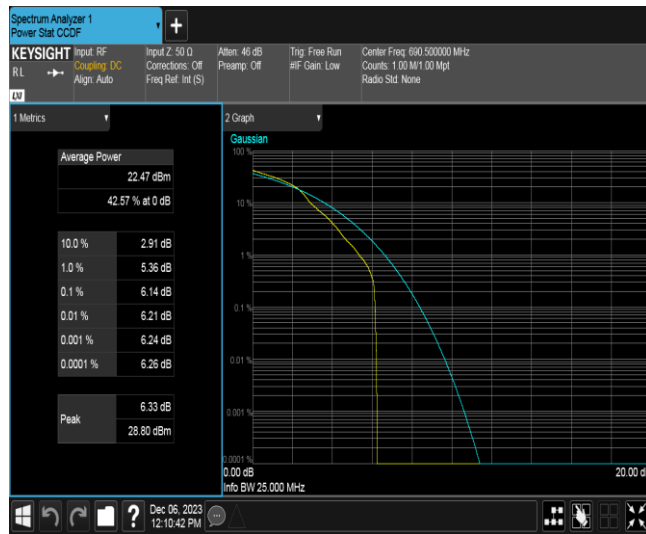 Spectrum Analyzer 1
Power Stat CCDF
+
KEYSIGHT
RL
LXI
Input: RF
Coupling: DC
Align: Auto
Input Z: 50 Ω
Corrections: Off
Freq Ref: Int (S)
Atten: 46 dB
Preamp: Off
Trig: Free Run
#IF Gain: Low
Center Freq: 690.500000 MHz
Counts: 1.00 M/1.00 Mpt
Radio Std: None
1 Metrics
Average Power
22.47 dBm
42.57 % at 0 dB
10.0 % 2.91 dB
1.0 % 5.36 dB
0.1 % 6.14 dB
0.01 % 6.21 dB
0.001 % 6.24 dB
0.0001 % 6.26 dB
Peak
6.33 dB
28.80 dBm
2 Graph
Gaussian
100 %
10 %
1 %
0.1 %
0.01 %
0.001 %
0.0001 %
0.00 dB
20.00 d
Info BW 25.000 MHz
?
Dec 06, 2023
12:10:42 PM